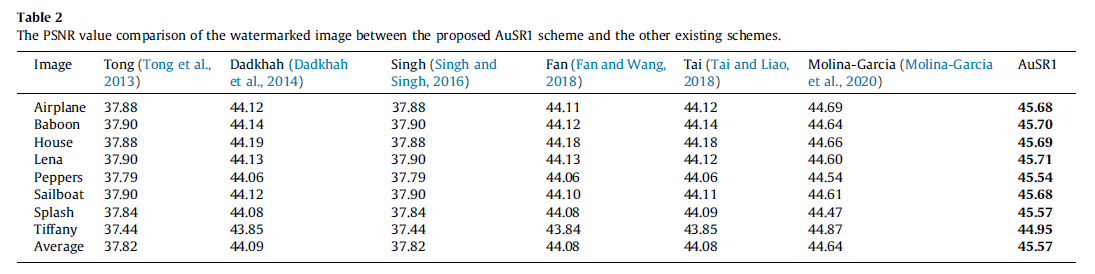 Table 2
The PSNR value comparison of the watermarked image between the proposed AuSR1 scheme and the other existing schemes.
Image Tong (Tong et al., 2013) Dadkhah (Dadkhah et al., 2014) Singh (Singh and Singh, 2016) Fan (Fan and Wang, 2018) Tai (Tai and Liao, 2018) Molina-Garcia (Molina-Garcia et al., 2020) AuSR1
Airplane 37.88 44.12 37.88 44.11 44.12 44.69 45.68
Baboon 37.90 44.14 37.90 44.12 44.14 44.64 45.70
House 37.88 44.19 37.88 44.18 44.18 44.66 45.69
Lena 37.90 44.13 37.90 44.13 44.12 44.60 45.71
Peppers 37.79 44.06 37.79 44.06 44.06 44.54 45.54
Sailboat 37.90 44.12 37.90 44.10 44.11 44.61 45.68
Splash 37.84 44.08 37.84 44.08 44.09 44.47 45.57
Tiffany 37.44 43.85 37.44 43.84 43.85 44.87 44.95
Average 37.82 44.09 37.82 44.08 44.08 44.64 45.57